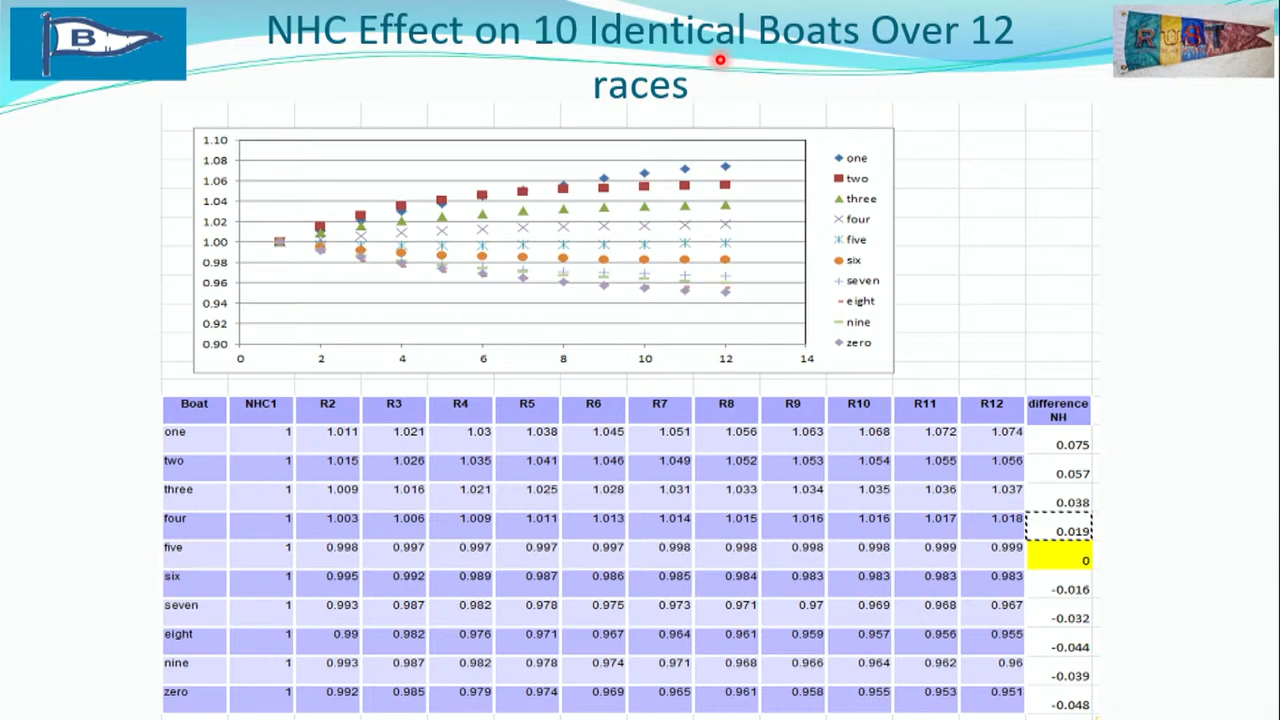 B
NHC Effect on 10 Identical Boats Over 12
races
RUST
1.10
1.08
1.06
1.04
1.02
1.00
0.98
0.96
0.94
0.92
0.90
0 2 4 6 8 10 12 14
one
two
three
four
five
six
seven
eight
nine
zero
Boat NHC1 R2 R3 R4 R5 R6 R7 R8 R9 R10 R11 R12 difference
NH
one 1 1.011 1.021 1.03 1.038 1.045 1.051 1.056 1.063 1.068 1.072 1.074 0.075
two 1 1.015 1.026 1.035 1.041 1.046 1.049 1.052 1.053 1.054 1.055 1.056 0.057
three 1 1.009 1.016 1.021 1.025 1.028 1.031 1.033 1.034 1.035 1.036 1.037 0.038
four 1 1.003 1.006 1.009 1.011 1.013 1.014 1.015 1.016 1.016 1.017 1.018 0.019
five 1 0.998 0.997 0.997 0.997 0.997 0.998 0.998 0.998 0.998 0.999 0.999 0
six 1 0.995 0.992 0.989 0.987 0.986 0.985 0.984 0.983 0.983 0.983 0.983 -0.016
seven 1 0.993 0.987 0.982 0.978 0.975 0.973 0.971 0.97 0.969 0.968 0.967 -0.032
eight 1 0.99 0.982 0.976 0.971 0.967 0.964 0.961 0.959 0.957 0.956 0.955 -0.044
nine 1 0.993 0.987 0.982 0.978 0.974 0.971 0.968 0.966 0.964 0.962 0.96 -0.039
zero 1 0.992 0.985 0.979 0.974 0.969 0.965 0.961 0.958 0.955 0.953 0.951 -0.048